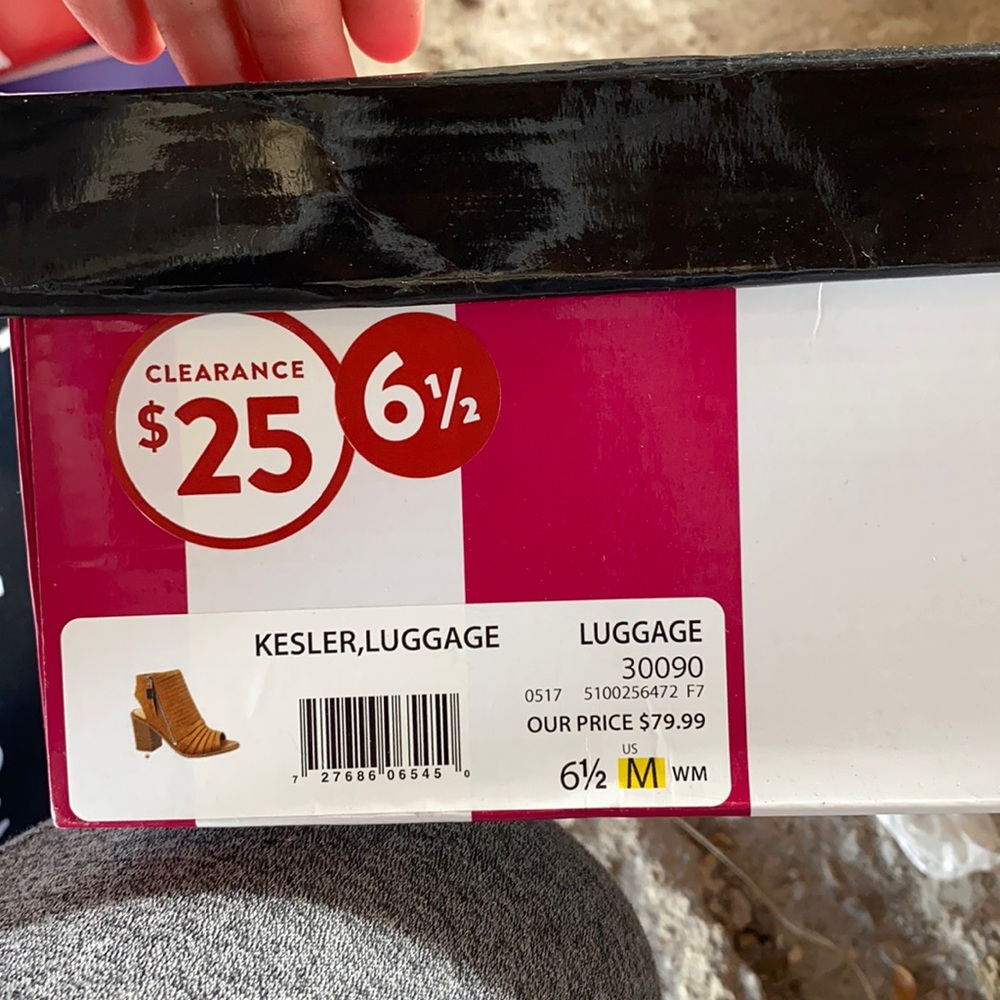 CLEARANCE
$25
6½
KESLER,LUGGAGE
LUGGAGE
30090
0517 5100256472 F7
OUR PRICE $79.99
US
6½ M WM
7 27686 06545 0